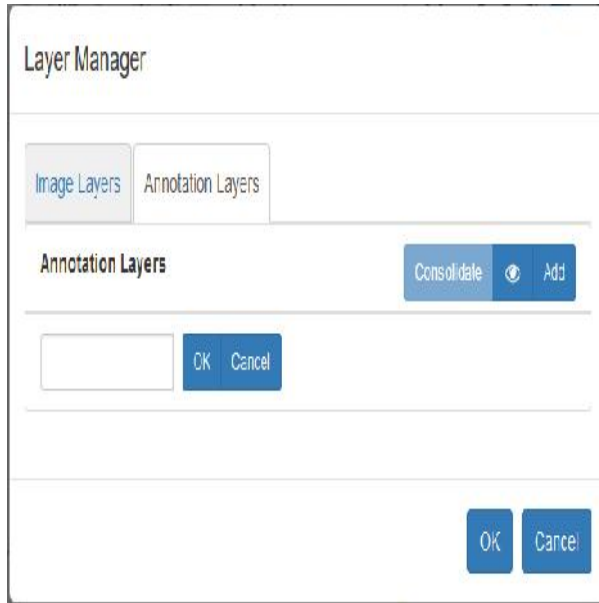 Layer Manager
Image Layers Annotation Layers
Annotation Layers Consolidate Add
OK Cancel
OK Cancel